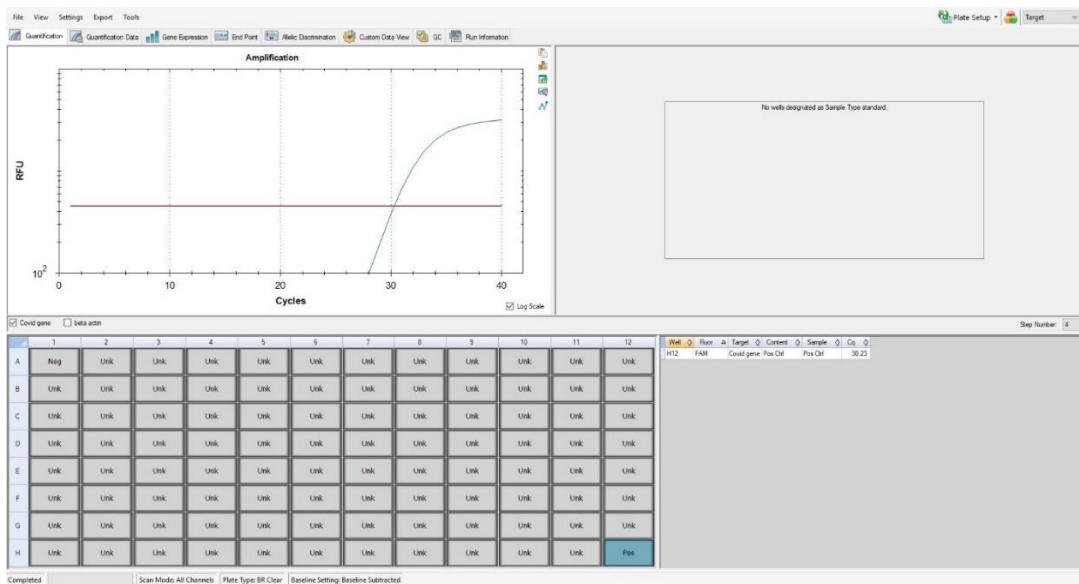 File View Settings Export Tools
Plate Setup Target
Quantification Quantification Data Gene Expression End Point Allelic Discrimination Custom Data View QC Run Information
Amplification
RFU
10²
0 10 20 30 40
Cycles
Log Scale
No wells designated as Sample Type standard.
Covid gene beta actin
Step Number: 4
1 2 3 4 5 6 7 8 9 10 11 12
A Neg Unk Unk Unk Unk Unk Unk Unk Unk Unk Unk Unk
B Unk Unk Unk Unk Unk Unk Unk Unk Unk Unk Unk Unk
C Unk Unk Unk Unk Unk Unk Unk Unk Unk Unk Unk Unk
D Unk Unk Unk Unk Unk Unk Unk Unk Unk Unk Unk Unk
E Unk Unk Unk Unk Unk Unk Unk Unk Unk Unk Unk Unk
F Unk Unk Unk Unk Unk Unk Unk Unk Unk Unk Unk Unk
G Unk Unk Unk Unk Unk Unk Unk Unk Unk Unk Unk Unk
H Unk Unk Unk Unk Unk Unk Unk Unk Unk Unk Unk Pos
Well Fluor Target Content Sample Cq
H12 FAM Covid gene Pos Ctrl Pos Ctrl 30.23
Completed Scan Mode: All Channels Plate Type: BR Clear Baseline Setting: Baseline Subtracted